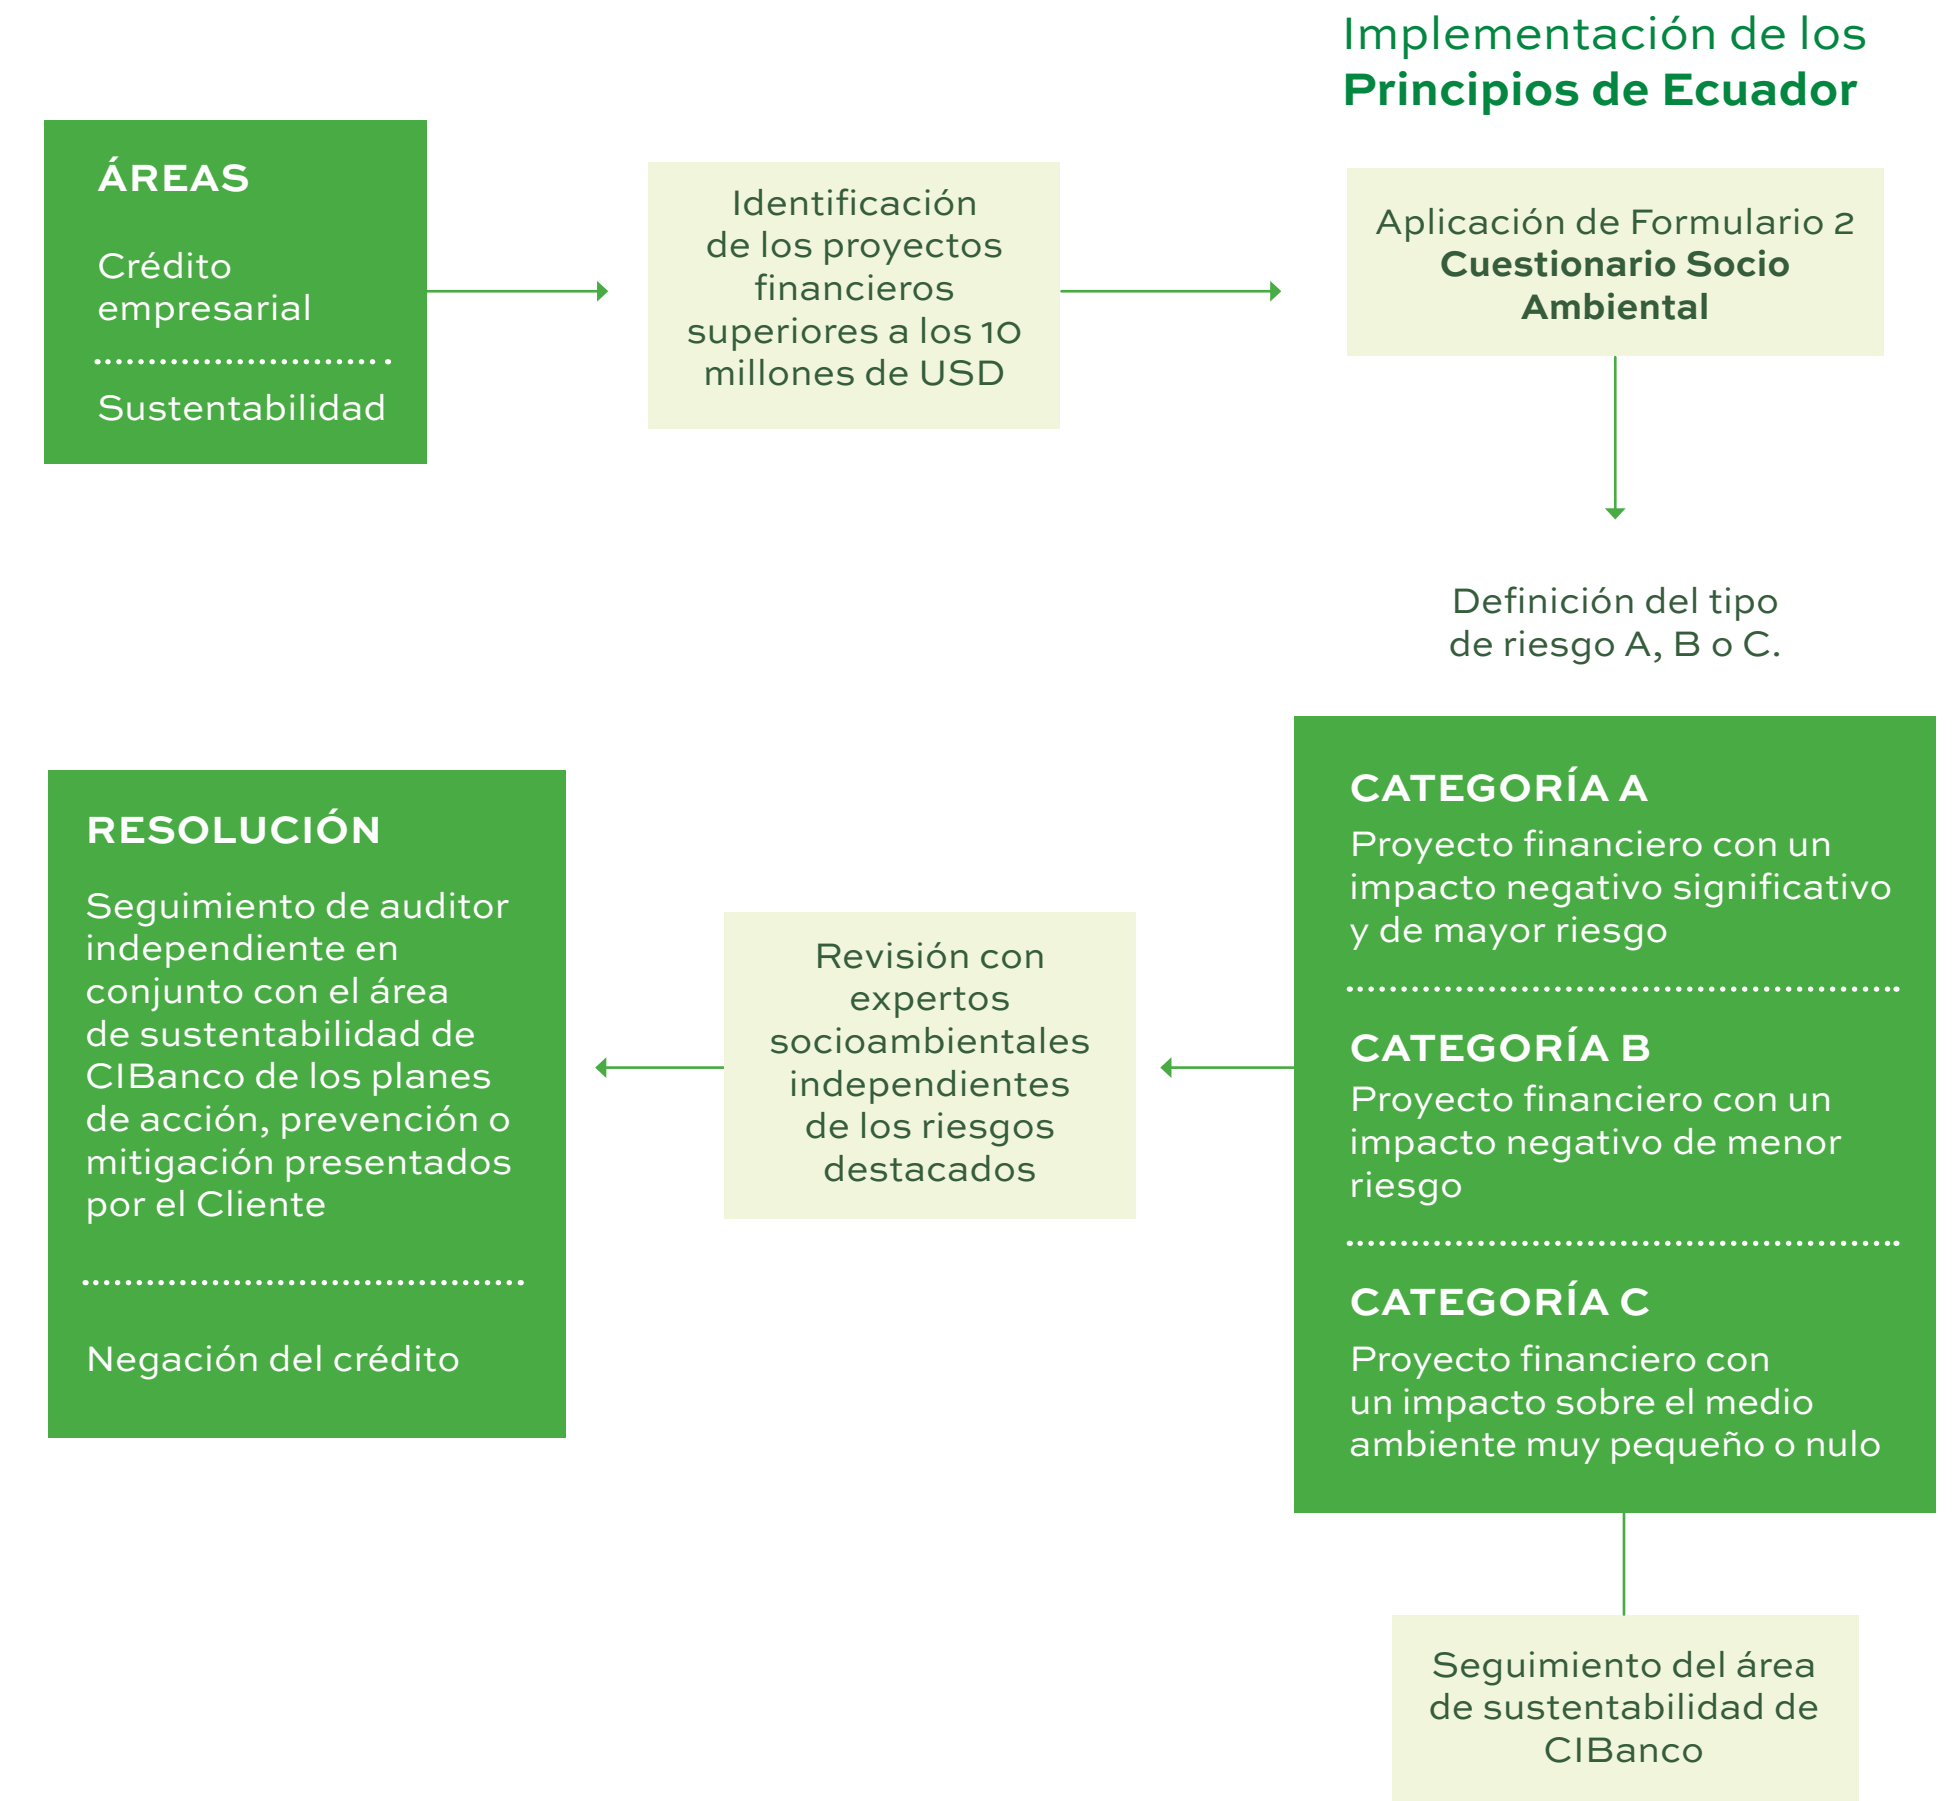 Implementación de los
Principios de Ecuador
ÁREAS
Crédito
empresarial
Sustentabilidad
Identificación
de los proyectos
financieros
superiores a los 10
millones de USD
Aplicación de Formulario 2
Cuestionario Socio
Ambiental
Definición del tipo
de riesgo A, B o C.
CATEGORÍA A
Proyecto financiero con un
impacto negativo significativo
y de mayor riesgo
CATEGORÍA B
Proyecto financiero con un
impacto negativo de menor
riesgo
CATEGORÍA C
Proyecto financiero con
un impacto sobre el medio
ambiente muy pequeño o nulo
Seguimiento del área
de sustentabilidad de
CIBanco
Revisión con
expertos
socioambientales
independientes
de los riesgos
destacados
RESOLUCIÓN
Seguimiento de auditor
independiente en
conjunto con el área
de sustentabilidad de
CIBanco de los planes
de acción, prevención o
mitigación presentados
por el Cliente
Negación del crédito